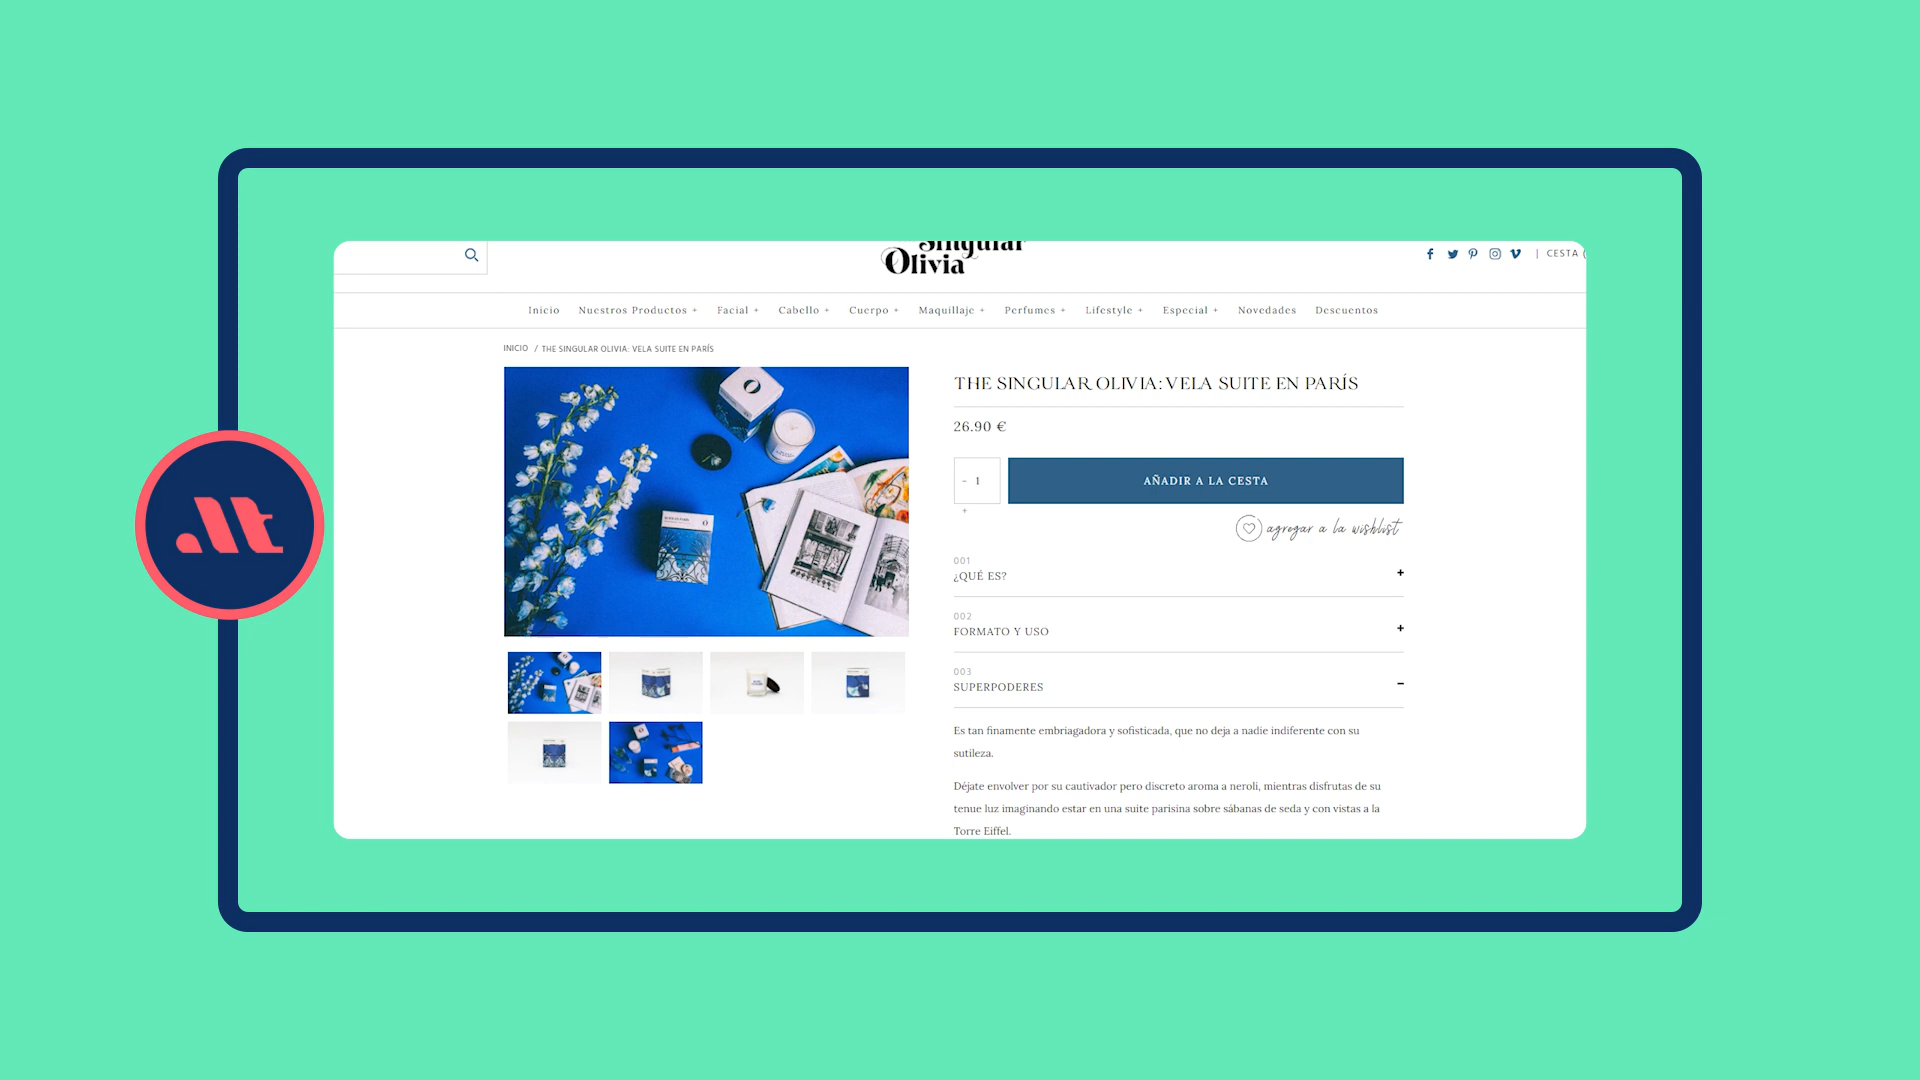 Singular
Olivia
| CESTA (
Inicio Nuestros Productos + Facial + Cabello + Cuerpo + Maquillaje + Perfumes + Lifestyle + Especial + Novedades Descuentos
INICIO / THE SINGULAR OLIVIA: VELA SUITE EN PARÍS
THE SINGULAR OLIVIA: VELA SUITE EN PARÍS
26.90 €
- 1
+
AÑADIR A LA CESTA
agregar a la wishlist
001
¿QUÉ ES? +
002
FORMATO Y USO +
003
SUPERPODERES −
Es tan finamente embriagadora y sofisticada, que no deja a nadie indiferente con su
sutileza.
Déjate envolver por su cautivador pero discreto aroma a neroli, mientras disfrutas de su
tenue luz imaginando estar en una suite parisina sobre sábanas de seda y con vistas a la
Torre Eiffel.